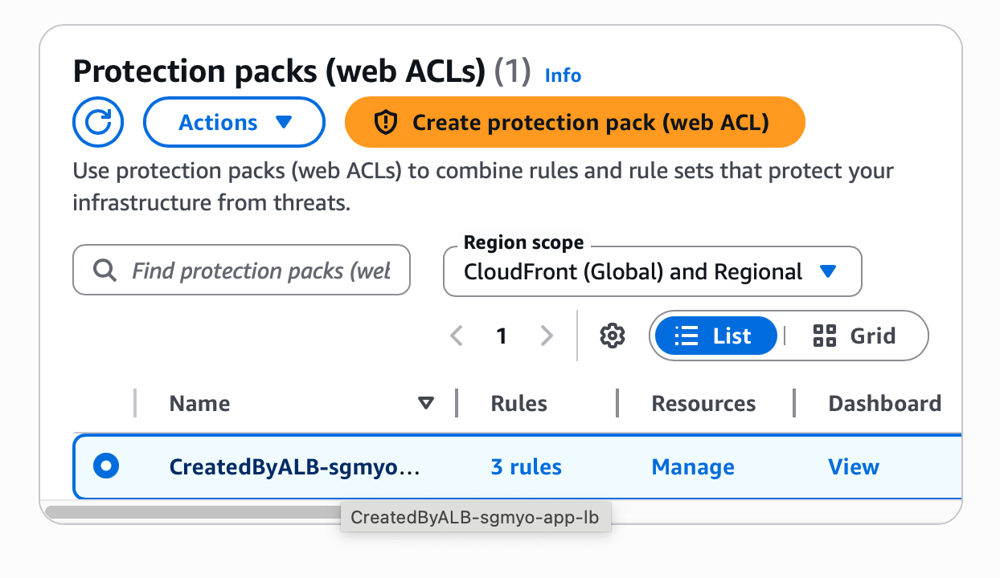 Protection packs (web ACLs) (1) Info
Actions
Create protection pack (web ACL)
Use protection packs (web ACLs) to combine rules and rule sets that protect your
infrastructure from threats.
Find protection packs (web
Region scope
CloudFront (Global) and Regional
1
List
Grid
Name
Rules
Resources
Dashboard
CreatedByALB-sgmyo...
3 rules
Manage
View
CreatedByALB-sgmyo-app-lb